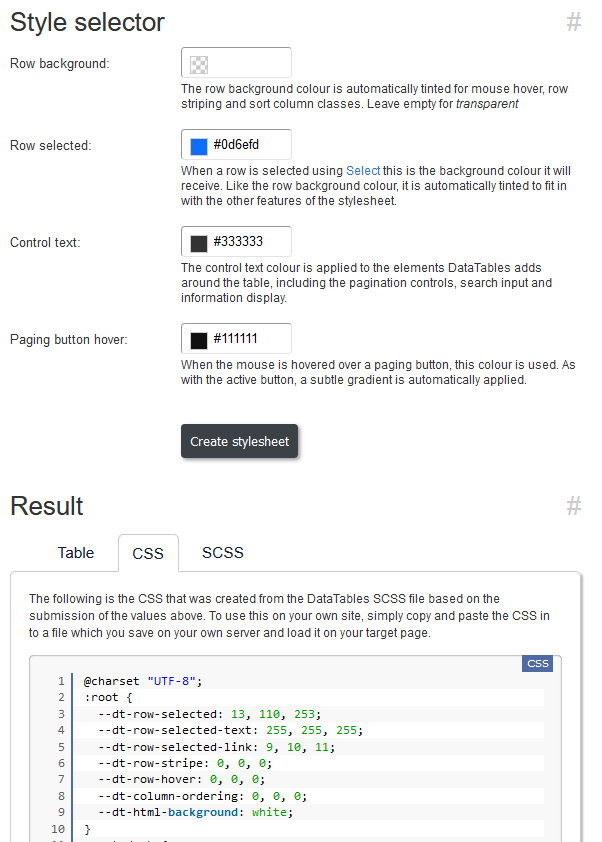 Style selector #
Row background:
The row background colour is automatically tinted for mouse hover, row
striping and sort column classes. Leave empty for transparent
Row selected: #0d6efd
When a row is selected using Select this is the background colour it will
receive. Like the row background colour, it is automatically tinted to fit in
with the other features of the stylesheet.
Control text: #333333
The control text colour is applied to the elements DataTables adds
around the table, including the pagination controls, search input and
information display.
Paging button hover: #111111
When the mouse is hovered over a paging button, this colour is used. As
with the active button, a subtle gradient is automatically applied.
Create stylesheet
Result #
Table CSS SCSS
The following is the CSS that was created from the DataTables SCSS file based on the
submission of the values above. To use this on your own site, simply copy and paste the CSS in
to a file which you save on your own server and load it on your target page.
CSS
1 @charset "UTF-8";
2 :root {
3 --dt-row-selected: 13, 110, 253;
4 --dt-row-selected-text: 255, 255, 255;
5 --dt-row-selected-link: 9, 10, 11;
6 --dt-row-stripe: 0, 0, 0;
7 --dt-row-hover: 0, 0, 0;
8 --dt-column-ordering: 0, 0, 0;
9 --dt-html-background: white;
10 }